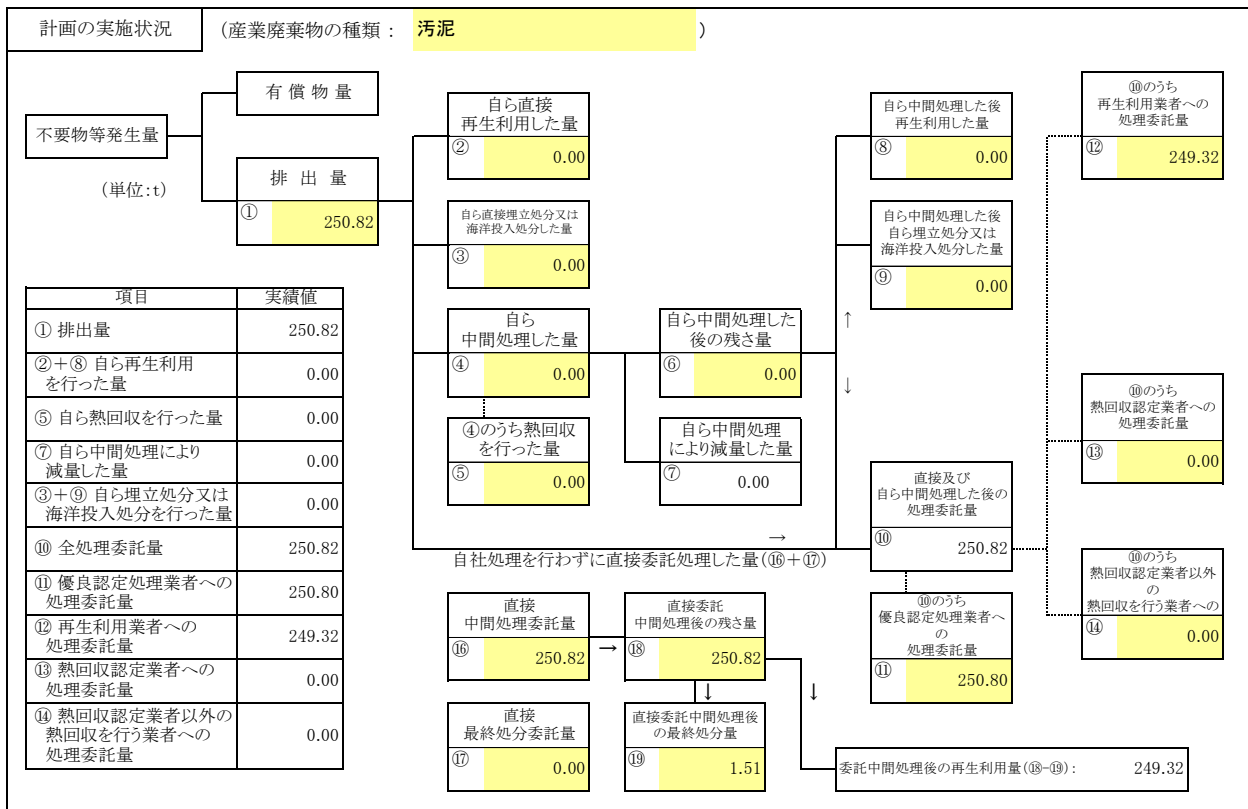 計画の実施状況
(産業廃棄物の種類： 汚泥 )
不要物等発生量
(単位:t)
有償物量
排出量
① 250.82
自ら直接
再生利用した量
② 0.00
自ら直接埋立処分又は
海洋投入処分した量
③ 0.00
自ら
中間処理した量
④ 0.00
④のうち熱回収
を行った量
⑤ 0.00
自ら中間処理した
後の残さ量
⑥ 0.00
自ら中間処理
により減量した量
⑦ 0.00
自ら中間処理した後
再生利用した量
⑧ 0.00
自ら中間処理した後
自ら埋立処分又は
海洋投入処分した量
⑨ 0.00
↑
↓
直接及び
自ら中間処理した後の
処理委託量
⑩ 250.82
⑩のうち
優良認定処理業者へ
の
処理委託量
⑪ 250.80
⑩のうち
再生利用業者への
処理委託量
⑫ 249.32
⑩のうち
熱回収認定業者への
処理委託量
⑬ 0.00
⑩のうち
熱回収認定業者以外
の
熱回収を行う業者への
⑭ 0.00
→
自社処理を行わずに直接委託処理した量(⑯＋⑰)
直接
中間処理委託量
⑯ 250.82
→
直接委託
中間処理後の残さ量
⑱ 250.82
↓
↓
直接
最終処分委託量
⑰ 0.00
直接委託中間処理後
の最終処分量
⑲ 1.51
委託中間処理後の再生利用量(⑱-⑲)： 249.32
項目 実績値
① 排出量 250.82
②＋⑧ 自ら再生利用
を行った量 0.00
⑤ 自ら熱回収を行った量 0.00
⑦ 自ら中間処理により
減量した量 0.00
③＋⑨ 自ら埋立処分又は
海洋投入処分を行った量 0.00
⑩ 全処理委託量 250.82
⑪ 優良認定処理業者への
処理委託量 250.80
⑫ 再生利用業者への
処理委託量 249.32
⑬ 熱回収認定業者への
処理委託量 0.00
⑭ 熱回収認定業者以外の
熱回収を行う業者への
処理委託量 0.00